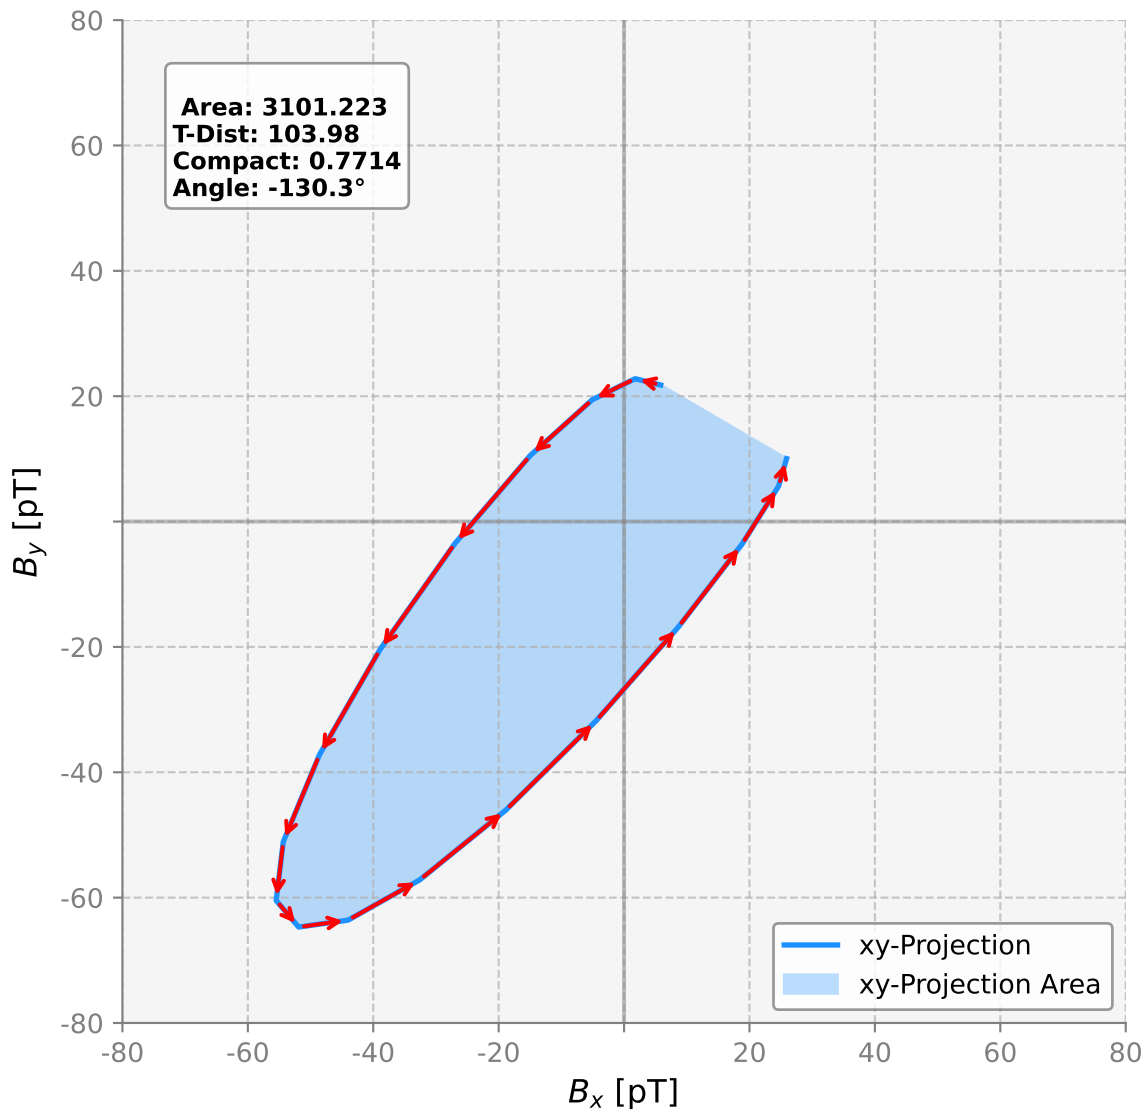 80
60
40
20
-20
-40
-60
-80
B_y [pT]
Area: 3101.223
T-Dist: 103.98
Compact: 0.7714
Angle: -130.3°
xy-Projection
xy-Projection Area
-80 -60 -40 -20 20 40 60 80
B_x [pT]